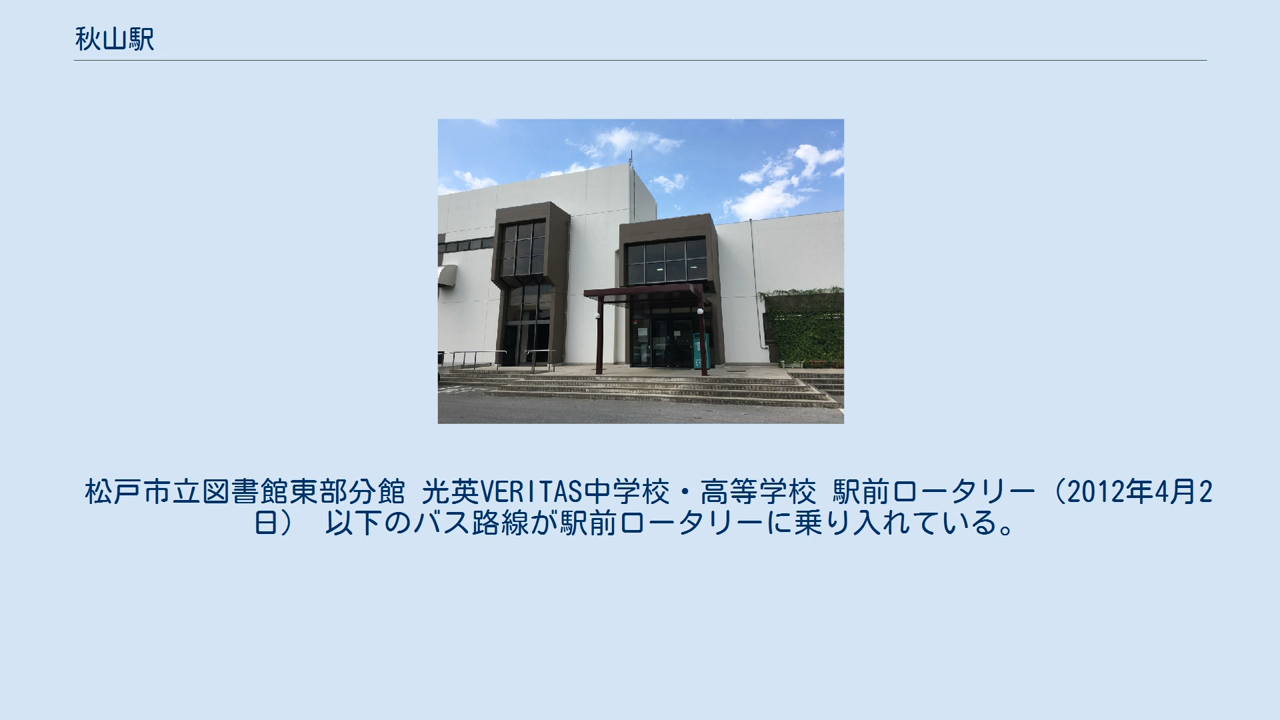 秋山駅
松戸市立図書館東部分館 光英VERITAS中学校・高等学校 駅前ロータリー（2012年4月2
日） 以下のバス路線が駅前ロータリーに乗り入れている。